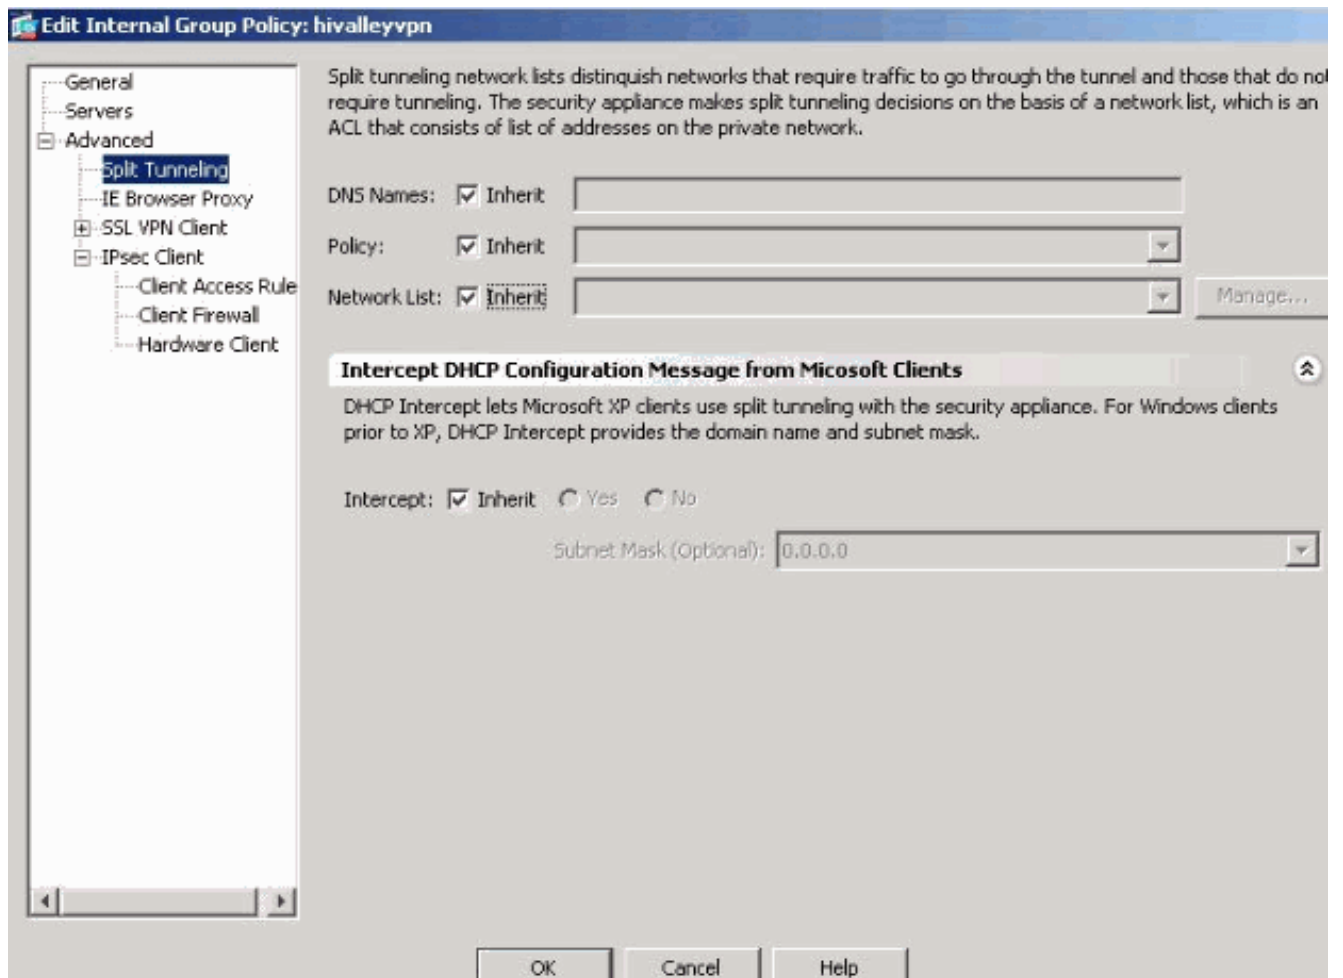 Edit Internal Group Policy: hivalleyvpn
General
Servers
Advanced
Split Tunneling
IE Browser Proxy
SSL VPN Client
IPsec Client
Client Access Rule
Client Firewall
Hardware Client
Split tunneling network lists distinquish networks that require traffic to go through the tunnel and those that do not
require tunneling. The security appliance makes split tunneling decisions on the basis of a network list, which is an
ACL that consists of list of addresses on the private network.
DNS Names: Inherit
Policy: Inherit
Network List: Inherit Manage...
Intercept DHCP Configuration Message from Micosoft Clients
DHCP Intercept lets Microsoft XP clients use split tunneling with the security appliance. For Windows clients
prior to XP, DHCP Intercept provides the domain name and subnet mask.
Intercept: Inherit Yes No
Subnet Mask (Optional): 0.0.0.0
OK Cancel Help